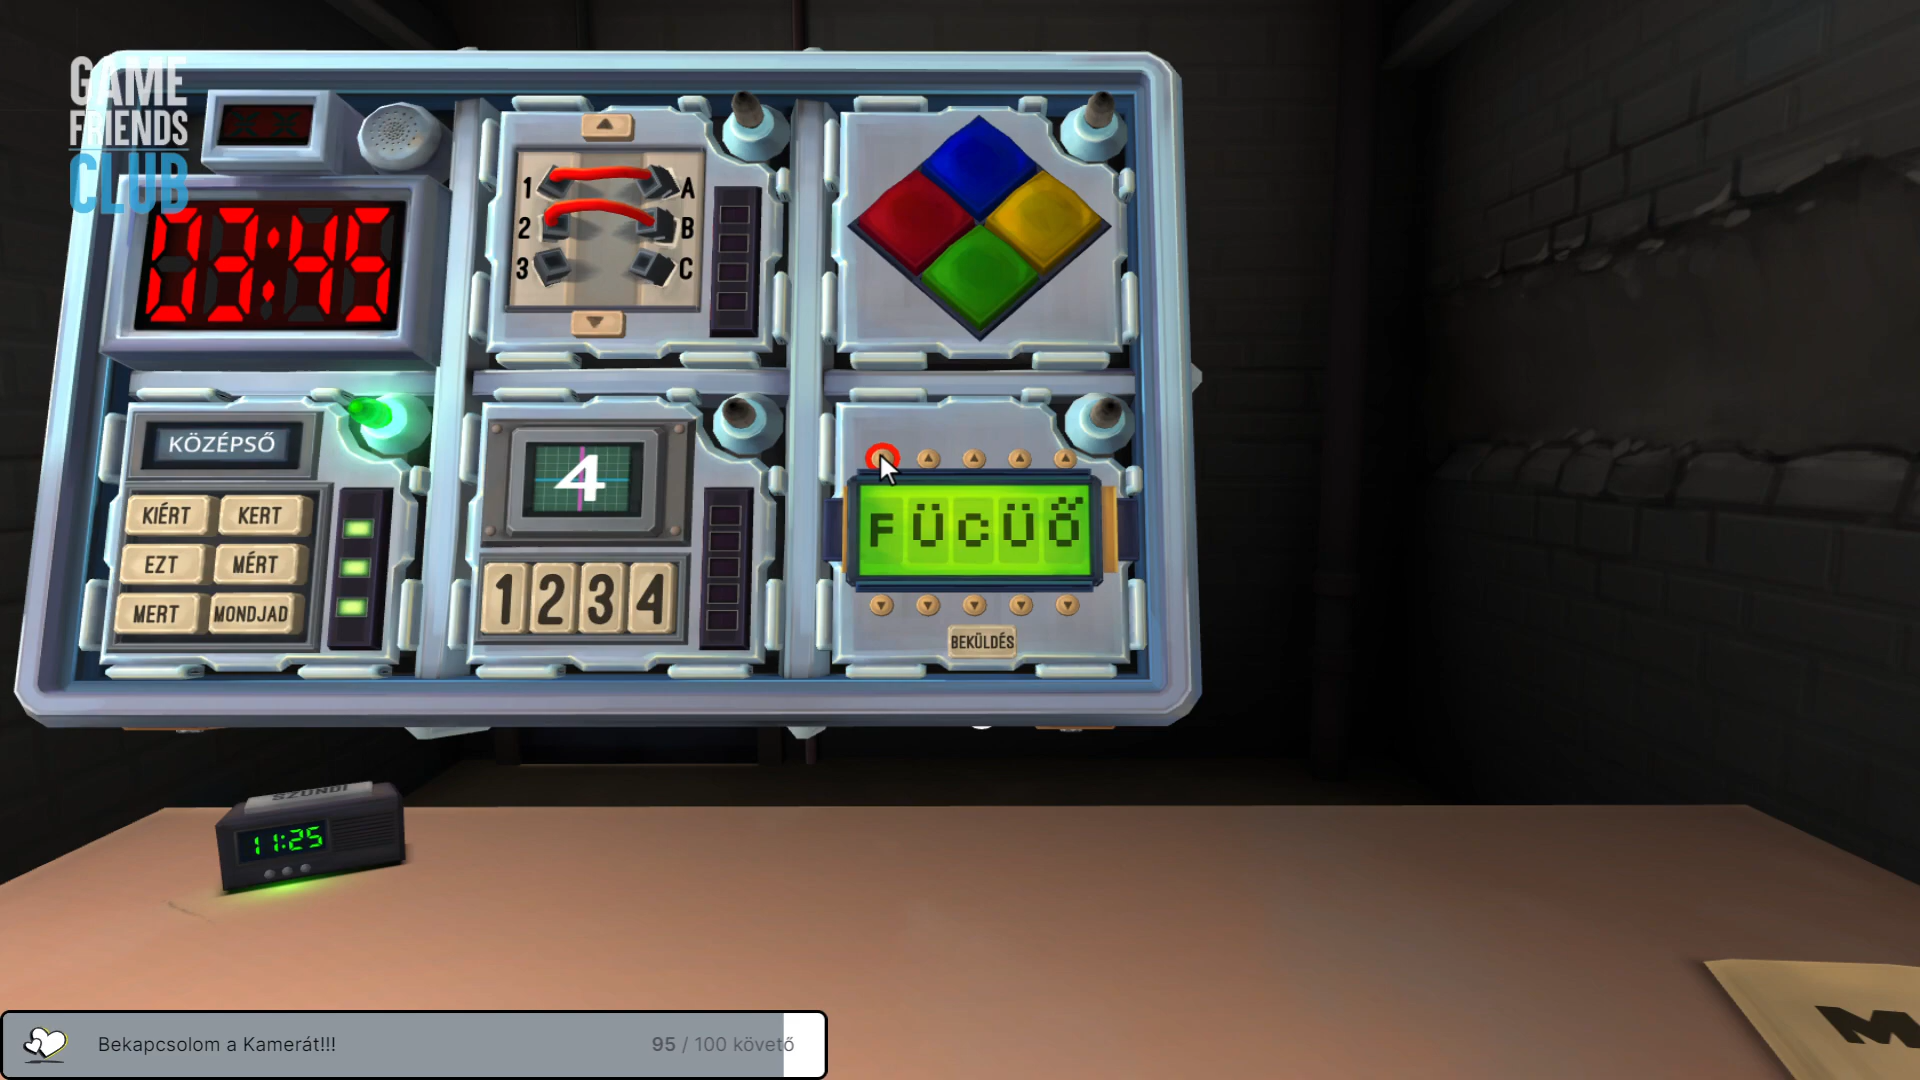 GAME
FRIENDS
CLUB
03:45
1 A
2 B
3 C
KÖZÉPSŐ
KIÉRT KERT
EZT MÉRT
MERT MONDJAD
4
1 2 3 4
FÜCÜŐ
BEKÜLDÉS
SZUNDI
11:25
Bekapcsolom a Kamerát!!! 95 / 100 követő